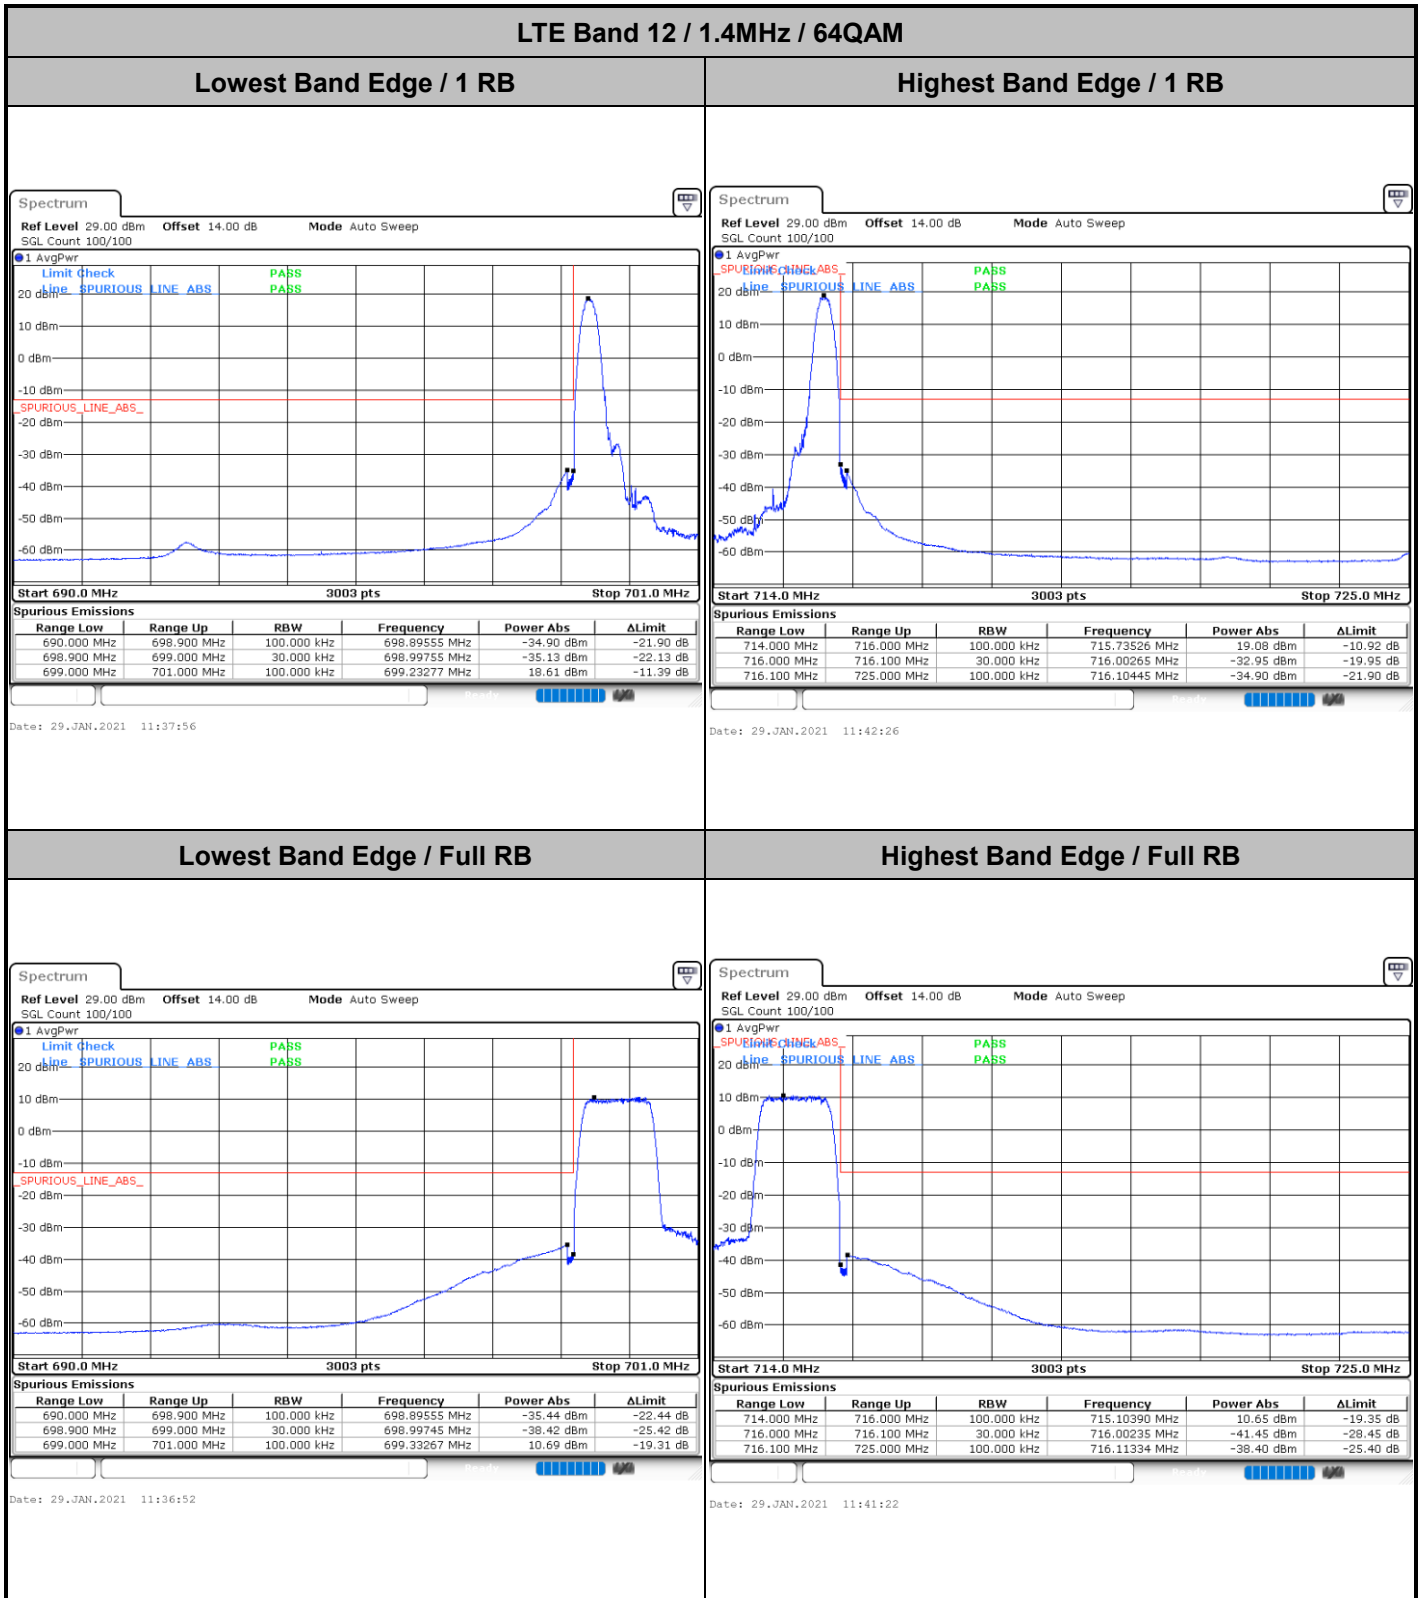 LTE Band 12 / 1.4MHz / 64QAM
Lowest Band Edge / 1 RB
Highest Band Edge / 1 RB
Spectrum
Ref Level 29.00 dBm Offset 14.00 dB Mode Auto Sweep
SGL Count 100/100
1 AvgPwr
Limit Check PASS
Line _SPURIOUS_LINE_ABS_ PASS
20 dBm
10 dBm
0 dBm
-10 dBm
_SPURIOUS_LINE_ABS_
-20 dBm
-30 dBm
-40 dBm
-50 dBm
-60 dBm
Start 690.0 MHz 3003 pts Stop 701.0 MHz
Spurious Emissions
Range Low Range Up RBW Frequency Power Abs ΔLimit
690.000 MHz 698.900 MHz 100.000 kHz 698.89555 MHz -34.90 dBm -21.90 dB
698.900 MHz 699.000 MHz 30.000 kHz 698.99755 MHz -35.13 dBm -22.13 dB
699.000 MHz 701.000 MHz 100.000 kHz 699.23277 MHz 18.61 dBm -11.39 dB
Ready
Date: 29.JAN.2021 11:37:56
Spectrum
Ref Level 29.00 dBm Offset 14.00 dB Mode Auto Sweep
SGL Count 100/100
1 AvgPwr
_SPURIOUS_LINE_ABS_
Limit Check PASS
Line _SPURIOUS_LINE_ABS_ PASS
20 dBm
10 dBm
0 dBm
-10 dBm
-20 dBm
-30 dBm
-40 dBm
-50 dBm
-60 dBm
Start 714.0 MHz 3003 pts Stop 725.0 MHz
Spurious Emissions
Range Low Range Up RBW Frequency Power Abs ΔLimit
714.000 MHz 716.000 MHz 100.000 kHz 715.73526 MHz 19.08 dBm -10.92 dB
716.000 MHz 716.100 MHz 30.000 kHz 716.00265 MHz -32.95 dBm -19.95 dB
716.100 MHz 725.000 MHz 100.000 kHz 716.10445 MHz -34.90 dBm -21.90 dB
Ready
Date: 29.JAN.2021 11:42:26
Lowest Band Edge / Full RB
Highest Band Edge / Full RB
Spectrum
Ref Level 29.00 dBm Offset 14.00 dB Mode Auto Sweep
SGL Count 100/100
1 AvgPwr
Limit Check PASS
Line _SPURIOUS_LINE_ABS_ PASS
20 dBm
10 dBm
0 dBm
-10 dBm
_SPURIOUS_LINE_ABS_
-20 dBm
-30 dBm
-40 dBm
-50 dBm
-60 dBm
Start 690.0 MHz 3003 pts Stop 701.0 MHz
Spurious Emissions
Range Low Range Up RBW Frequency Power Abs ΔLimit
690.000 MHz 698.900 MHz 100.000 kHz 698.89555 MHz -35.44 dBm -22.44 dB
698.900 MHz 699.000 MHz 30.000 kHz 698.99745 MHz -38.42 dBm -25.42 dB
699.000 MHz 701.000 MHz 100.000 kHz 699.33267 MHz 10.69 dBm -19.31 dB
Ready
Date: 29.JAN.2021 11:36:52
Spectrum
Ref Level 29.00 dBm Offset 14.00 dB Mode Auto Sweep
SGL Count 100/100
1 AvgPwr
_SPURIOUS_LINE_ABS_
Limit Check PASS
Line _SPURIOUS_LINE_ABS_ PASS
20 dBm
10 dBm
0 dBm
-10 dBm
-20 dBm
-30 dBm
-40 dBm
-50 dBm
-60 dBm
Start 714.0 MHz 3003 pts Stop 725.0 MHz
Spurious Emissions
Range Low Range Up RBW Frequency Power Abs ΔLimit
714.000 MHz 716.000 MHz 100.000 kHz 715.10390 MHz 10.65 dBm -19.35 dB
716.000 MHz 716.100 MHz 30.000 kHz 716.00235 MHz -41.45 dBm -28.45 dB
716.100 MHz 725.000 MHz 100.000 kHz 716.11334 MHz -38.40 dBm -25.40 dB
Ready
Date: 29.JAN.2021 11:41:22